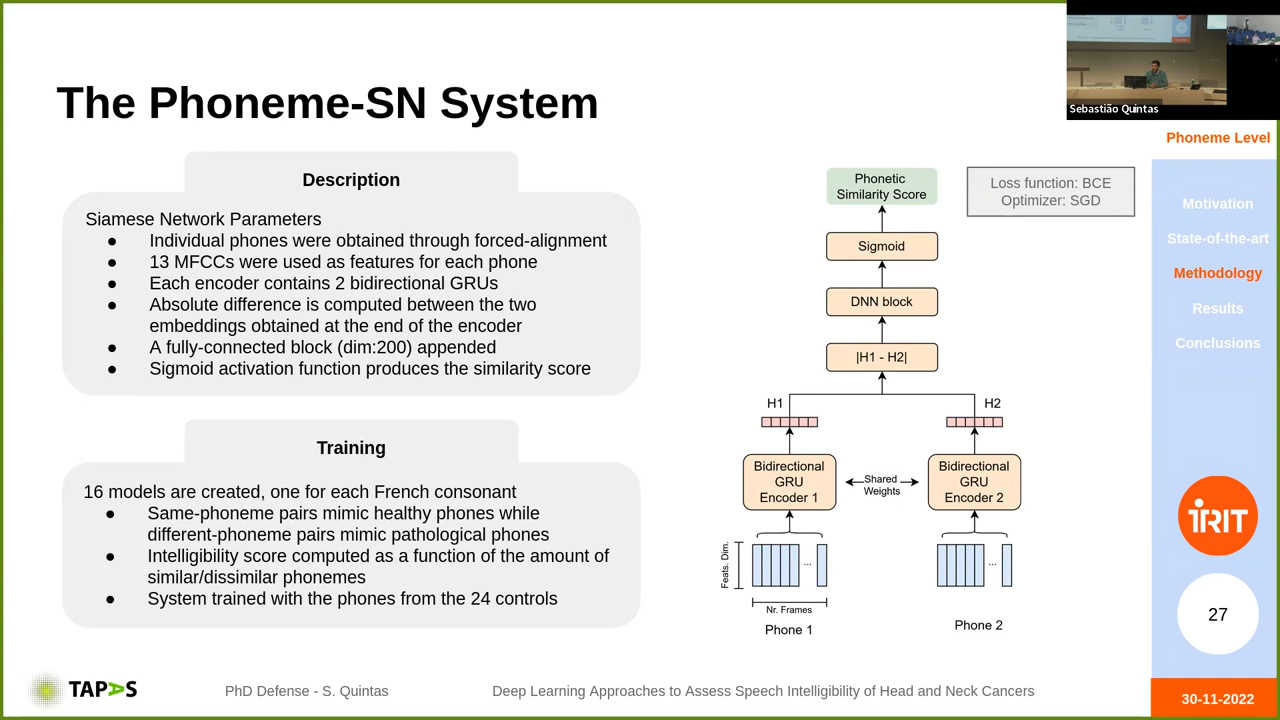 The Phoneme-SN System
Sebastião Quintas
Phoneme Level
Description
Siamese Network Parameters
● Individual phones were obtained through forced-alignment
● 13 MFCCs were used as features for each phone
● Each encoder contains 2 bidirectional GRUs
● Absolute difference is computed between the two
embeddings obtained at the end of the encoder
● A fully-connected block (dim:200) appended
● Sigmoid activation function produces the similarity score
Training
16 models are created, one for each French consonant
● Same-phoneme pairs mimic healthy phones while
different-phoneme pairs mimic pathological phones
● Intelligibility score computed as a function of the amount of
similar/dissimilar phonemes
● System trained with the phones from the 24 controls
Phonetic
Similarity Score
Loss function: BCE
Optimizer: SGD
Sigmoid
DNN block
|H1 - H2|
H1
H2
Bidirectional
GRU
Encoder 1
Shared
Weights
Bidirectional
GRU
Encoder 2
Feats. Dim.
...
...
Nr. Frames
Phone 1
Phone 2
Motivation
State-of-the-art
Methodology
Results
Conclusions
IRIT
27
TAPAS
PhD Defense - S. Quintas
Deep Learning Approaches to Assess Speech Intelligibility of Head and Neck Cancers
30-11-2022